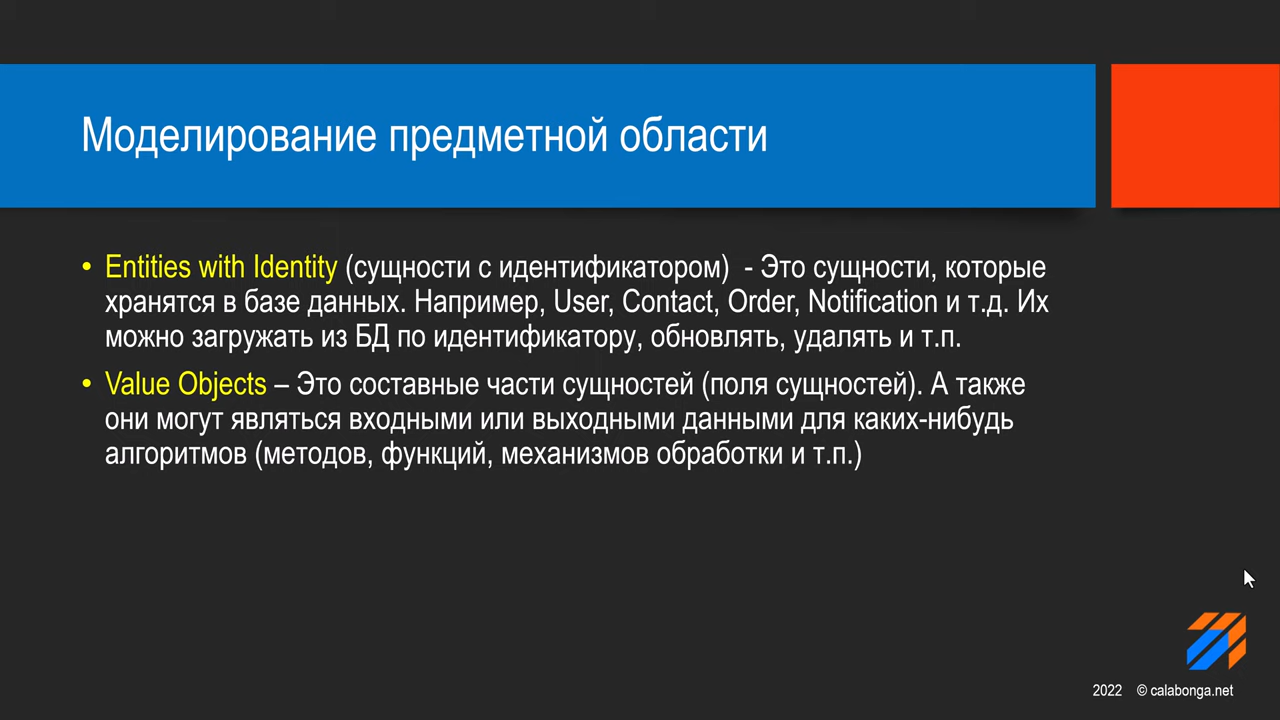 Моделирование предметной области
• Entities with Identity (сущности с идентификатором) - Это сущности, которые
хранятся в базе данных. Например, User, Contact, Order, Notification и т.д. Их
можно загружать из БД по идентификатору, обновлять, удалять и т.п.
• Value Objects – Это составные части сущностей (поля сущностей). А также
они могут являться входными или выходными данными для каких-нибудь
алгоритмов (методов, функций, механизмов обработки и т.п.)
2022 © calabonga.net